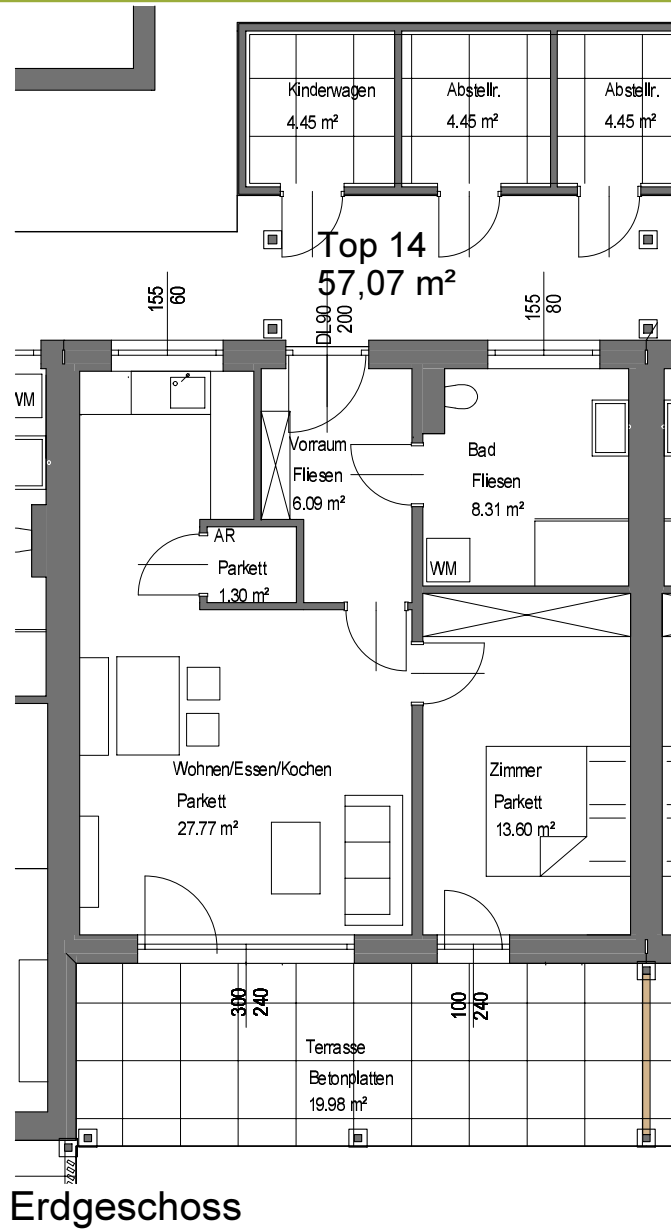 Kinderwagen
4.45 m²
Abstellr.
4.45 m²
Abstellr.
4.45 m²
Top 14
57,07 m²
155
60
DL90
200
155
80
WM
Vorraum
Fliesen
6.09 m²
Bad
Fliesen
8.31 m²
WM
AR
Parkett
1.30 m²
Wohnen/Essen/Kochen
Parkett
27.77 m²
Zimmer
Parkett
13.60 m²
300
240
100
240
Terrasse
Betonplatten
19.98 m²
Erdgeschoss